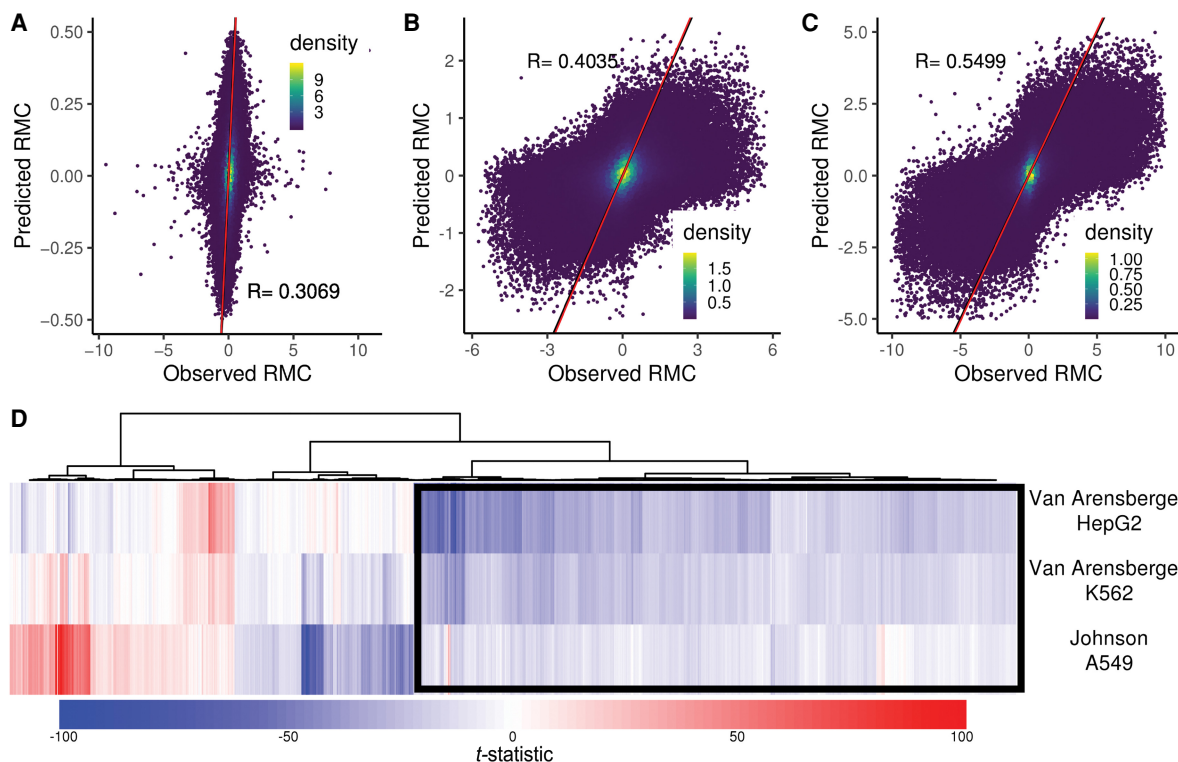 A
0.50
0.25
0.00
−0.25
−0.50
Predicted RMC
density
9
6
3
R= 0.3069
−10
−5
0
5
10
Observed RMC
B
2
1
0
-1
-2
Predicted RMC
R= 0.4035
density
1.5
1.0
0.5
-6
-3
0
3
6
Observed RMC
C
5.0
2.5
0.0
-2.5
-5.0
Predicted RMC
R= 0.5499
density
1.00
0.75
0.50
0.25
-10
-5
0
5
10
Observed RMC
D
Van Arensberge
HepG2
Van Arensberge
K562
Johnson
A549
-100
-50
0
50
100
t-statistic